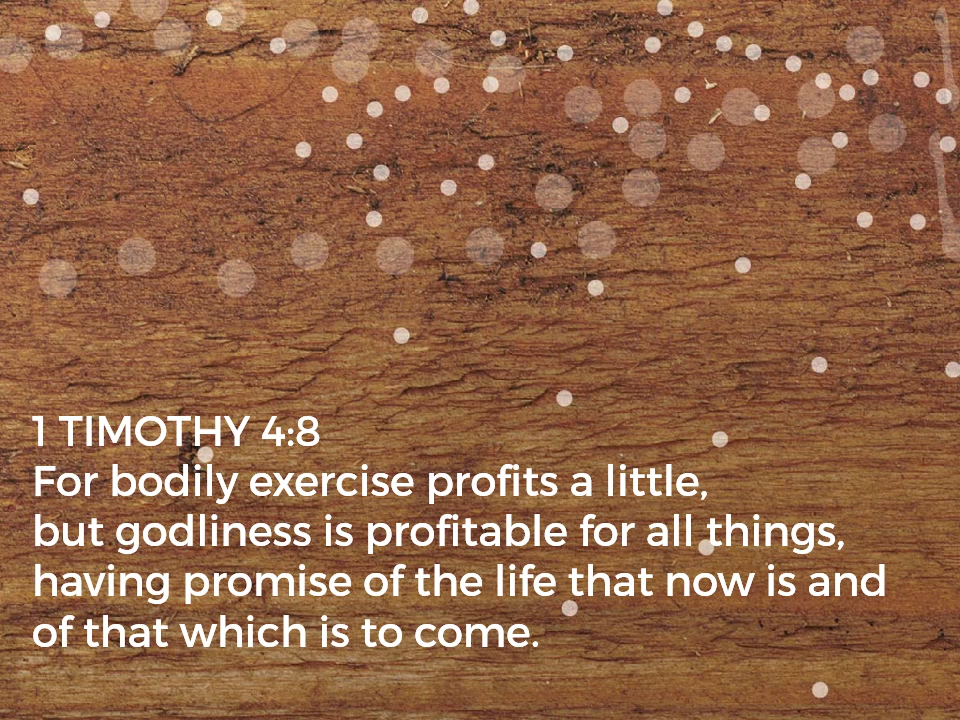 1 TIMOTHY 4:8
For bodily exercise profits a little,
but godliness is profitable for all things,
having promise of the life that now is and
of that which is to come.